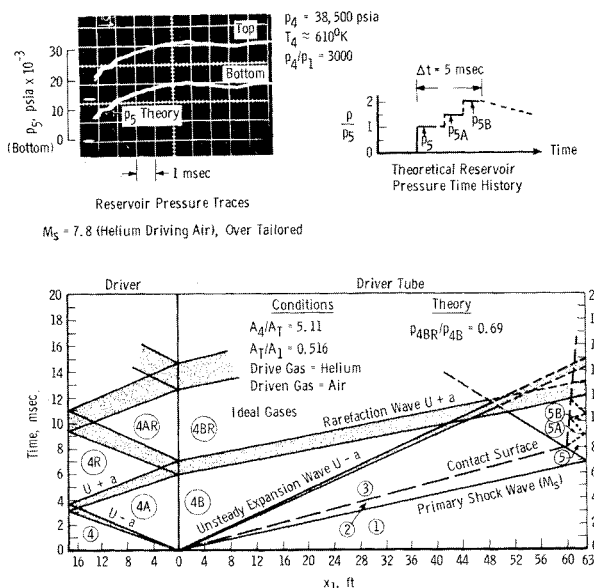 p4 = 38,500 psia
T4 ≈ 610°K
p4/p1 = 3000
Top
Bottom
p5 Theory
p5, psia x 10-3
(Bottom)
30
20
10
0
1 msec
Reservoir Pressure Traces
Ms = 7.8 (Helium Driving Air), Over Tailored
Δt = 5 msec
p
p5
2
1
0
p5
p5A
p5B
Time
Theoretical Reservoir
Pressure Time History
Driver
Driver Tube
Conditions
Theory
A4/AT = 5.11
AT/A1 = 0.516
Drive Gas = Helium
Driven Gas = Air
Ideal Gases
p4BR/p4B = 0.69
Time, msec.
20
18
16
14
12
10
8
6
4
2
0
4AR
4BR
4R
4A
4B
4
U + a
U - a
Rarefaction Wave U + a
Unsteady Expansion Wave U - a
Contact Surface
Primary Shock Wave (Ms)
3
2
1
5B
5A
5
16 12 8 4 0 4 8 12 16 20 24 28 32 36 40 44 48 52 56 60 63
x1, ft